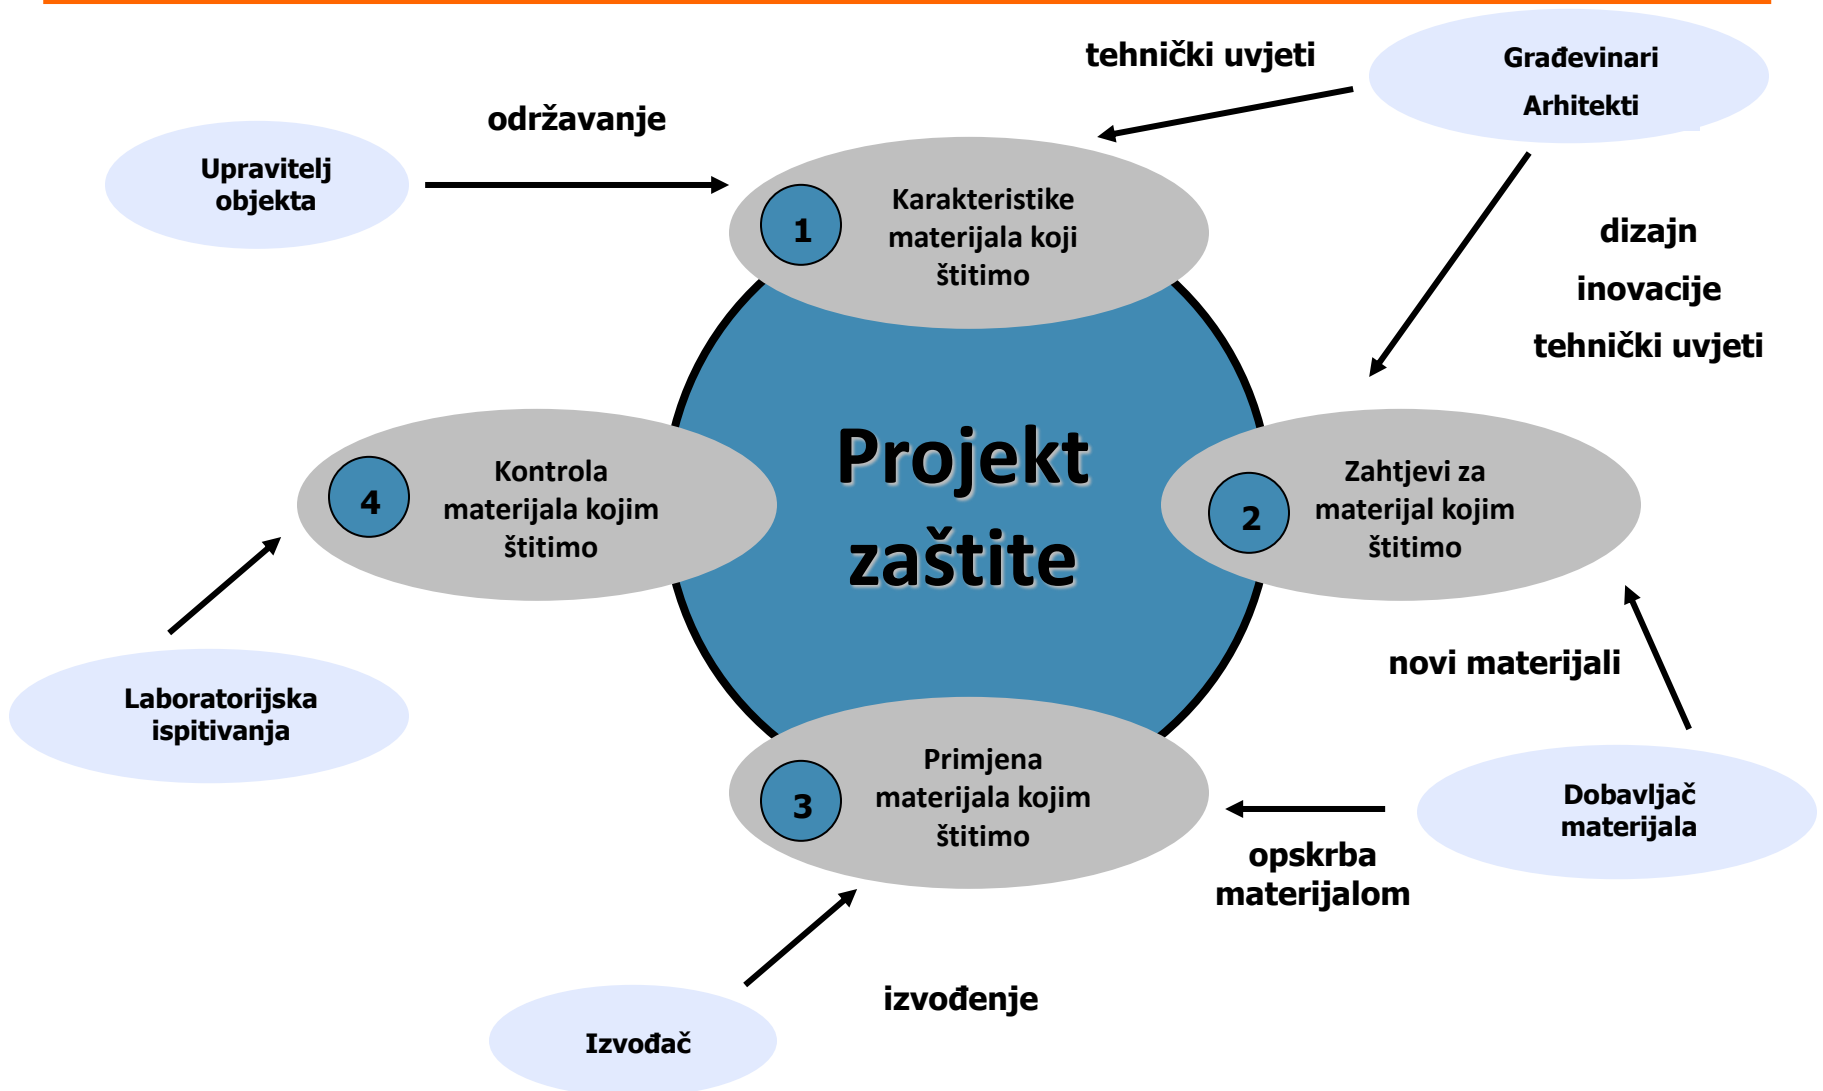 tehnički uvjeti
Građevinari
Arhitekti
održavanje
Upravitelj
objekta
1
Karakteristike
materijala koji
štitimo
dizajn
inovacije
tehnički uvjeti
Projekt
zaštite
4
Kontrola
materijala kojim
štitimo
2
Zahtjevi za
materijal kojim
štitimo
novi materijali
Laboratorijska
ispitivanja
3
Primjena
materijala kojim
štitimo
Dobavljač
materijala
opskrba
materijalom
izvođenje
Izvođač